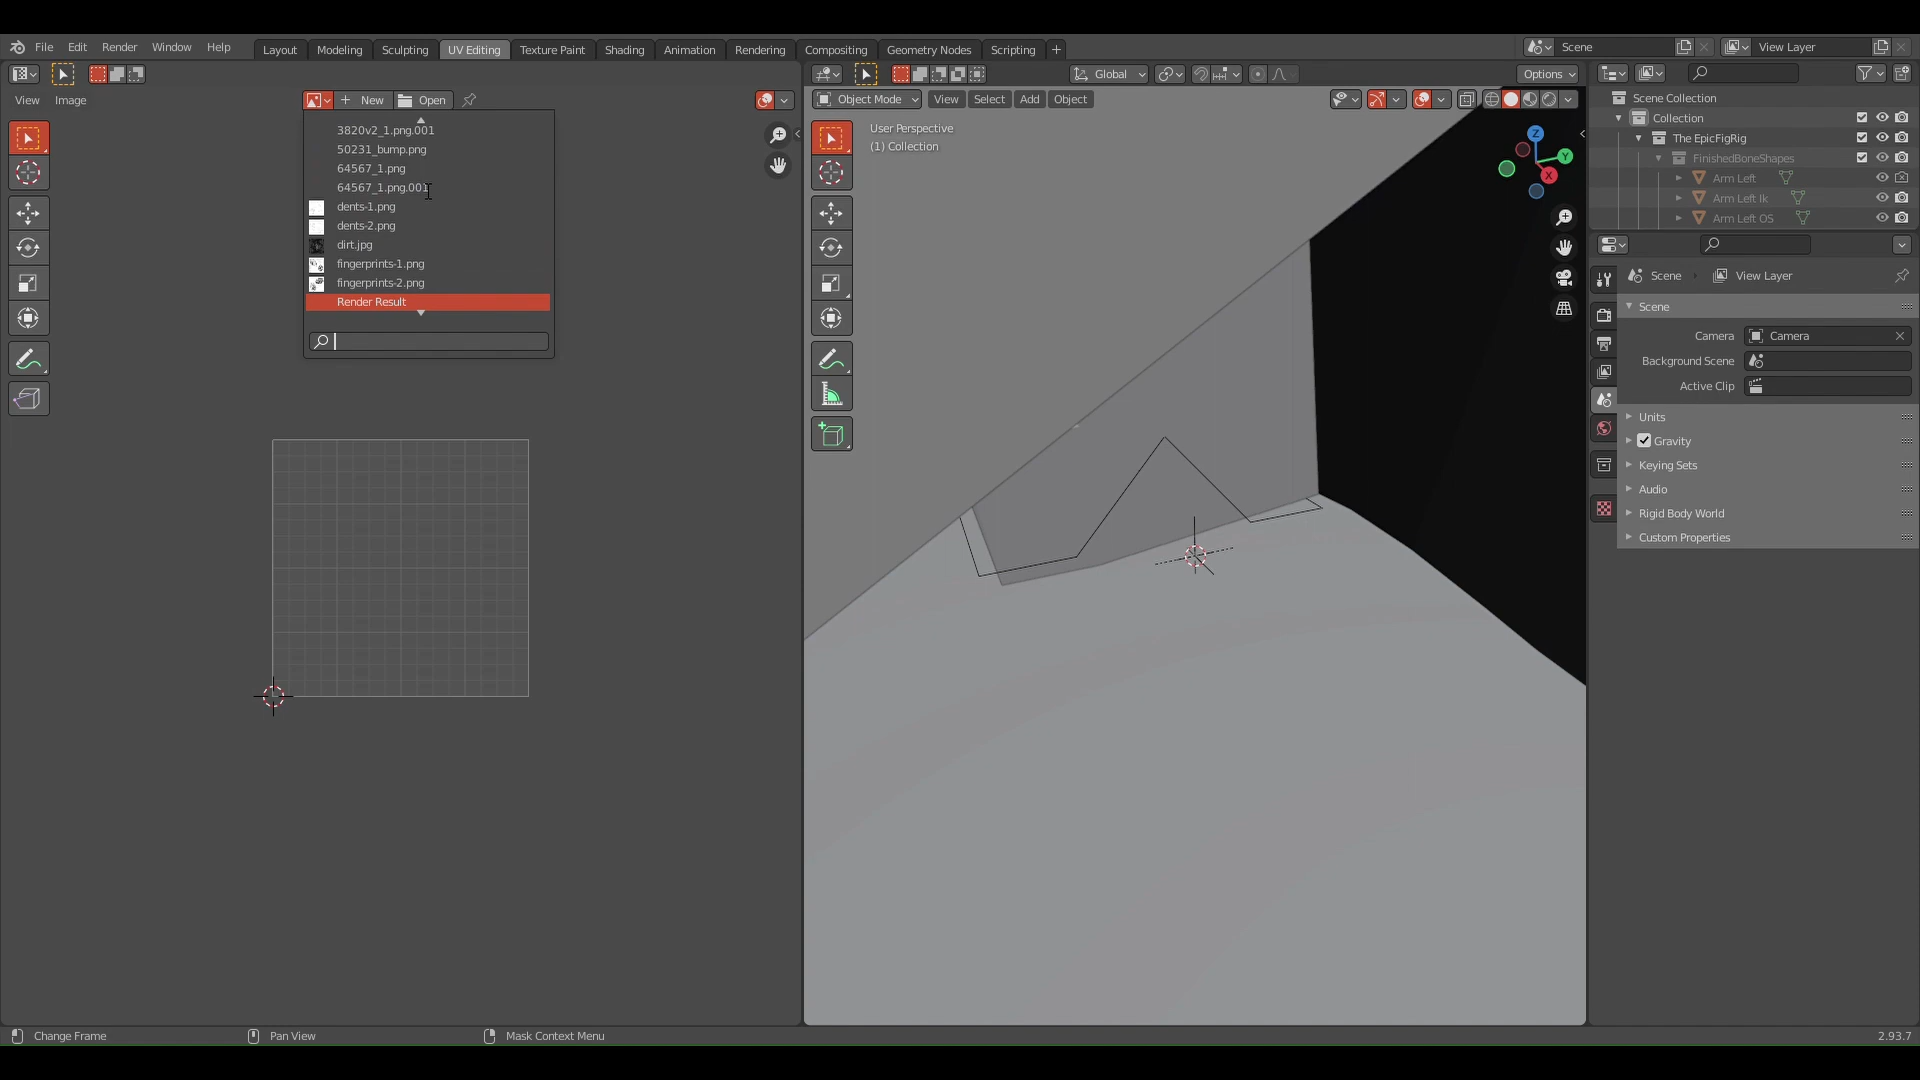 File Edit Render Window Help Layout Modeling Sculpting UV Editing Texture Paint Shading Animation Rendering Compositing Geometry Nodes Scripting Scene View Layer
View Image New Open
3820v2_1.png.001
50231_bump.png
64567_1.png
64567_1.png.001
dents-1.png
dents-2.png
dirt.jpg
fingerprints-1.png
fingerprints-2.png
Render Result
Global Options
Object Mode View Select Add Object
User Perspective
(1) Collection
Z
Y
X
Scene Collection
Collection
The EpicFigRig
FinishedBoneShapes
Arm Left
Arm Left Ik
Arm Left OS
Scene View Layer
Scene
Camera Camera
Background Scene
Active Clip
Units
Gravity
Keying Sets
Audio
Rigid Body World
Custom Properties
Change Frame Pan View Mask Context Menu 2.93.7